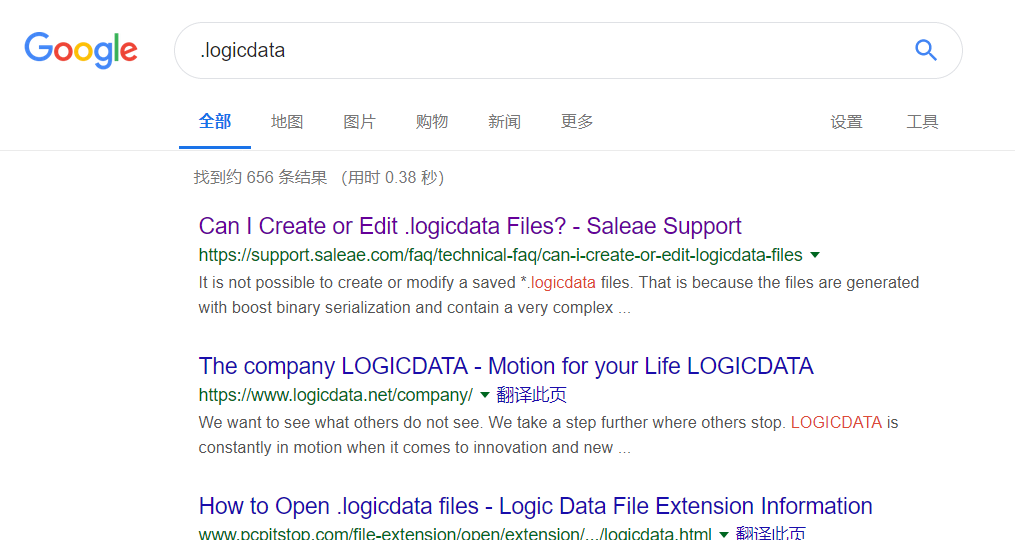 Google
.logicdata
全部 地图 图片 购物 新闻 更多 设置 工具
找到约 656 条结果 （用时 0.38 秒）
Can I Create or Edit .logicdata Files? - Saleae Support
https://support.saleae.com/faq/technical-faq/can-i-create-or-edit-logicdata-files
It is not possible to create or modify a saved *.logicdata files. That is because the files are generated
with boost binary serialization and contain a very complex ...
The company LOGICDATA - Motion for your Life LOGICDATA
https://www.logicdata.net/company/ 翻译此页
We want to see what others do not see. We take a step further where others stop. LOGICDATA is
constantly in motion when it comes to innovation and new ...
How to Open .logicdata files - Logic Data File Extension Information
www.pcpitstop.com/file-extension/open/extension/.../logicdata.html 翻译此页